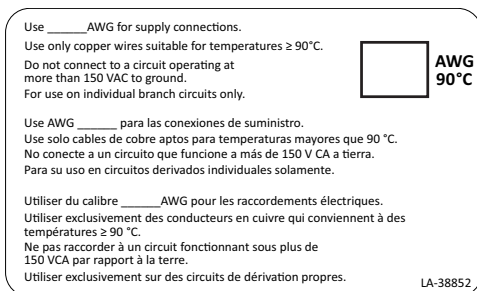 Use ______AWG for supply connections.
Use only copper wires suitable for temperatures ≥ 90°C.
Do not connect to a circuit operating at
more than 150 VAC to ground.
For use on individual branch circuits only.
AWG
90°C
Use AWG ______ para las conexiones de suministro.
Use solo cables de cobre aptos para temperaturas mayores que 90 °C.
No conecte a un circuito que funcione a más de 150 V CA a tierra.
Para su uso en circuitos derivados individuales solamente.
Utiliser du calibre ______AWG pour les raccordements électriques.
Utiliser exclusivement des conducteurs en cuivre qui conviennent à des
températures ≥ 90 °C.
Ne pas raccorder à un circuit fonctionnant sous plus de
150 VCA par rapport à la terre.
Utiliser exclusivement sur des circuits de dérivation propres.
LA-38852